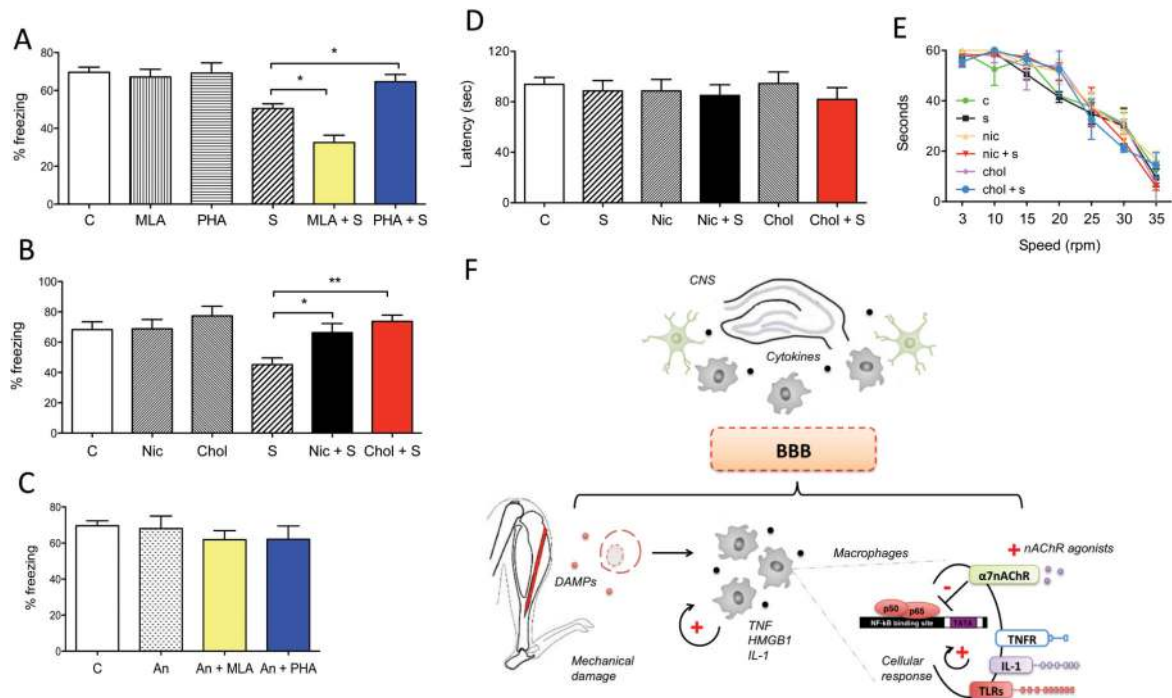 A
80
60
40
20
0
% freezing
*
*
C MLA PHA S MLA + S PHA + S
B
100
80
60
40
20
0
% freezing
**
*
C Nic Chol S Nic + S Chol + S
C
80
60
40
20
0
% freezing
C An An + MLA An + PHA
D
120
80
40
0
Latency (sec)
C S Nic Nic + S Chol Chol + S
E
60
40
20
0
Seconds
c
s
nic
nic + s
chol
chol + s
3 10 15 20 25 30 35
Speed (rpm)
F
CNS
Cytokines
BBB
DAMPs
Mechanical
damage
+
TNF
HMGB1
IL-1
Macrophages
+ nAChR agonists
α7nAChR
-
p50 p65
NF-kB binding site TATA
TNFR
+
IL-1
Cellular
response
TLRs